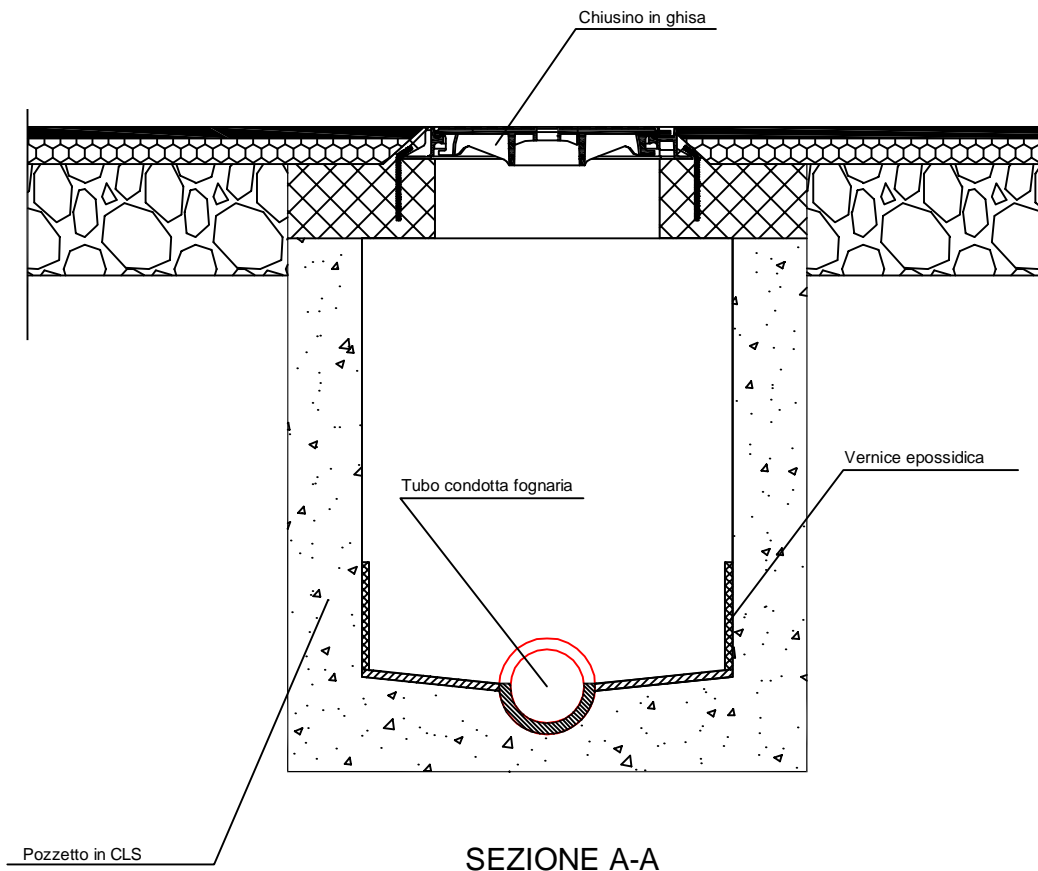 Chiusino in ghisa
Vernice epossidica
Tubo condotta fognaria
Pozzetto in CLS
SEZIONE A-A